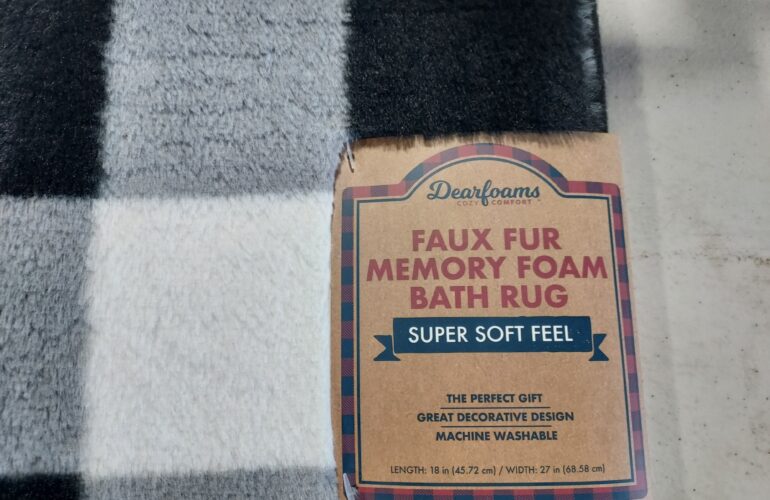 Dearfoams
COZY COMFORT ™
FAUX FUR
MEMORY FOAM
BATH RUG
SUPER SOFT FEEL
THE PERFECT GIFT
GREAT DECORATIVE DESIGN
MACHINE WASHABLE
LENGTH: 18 in (45.72 cm) / WIDTH: 27 in (68.58 cm)